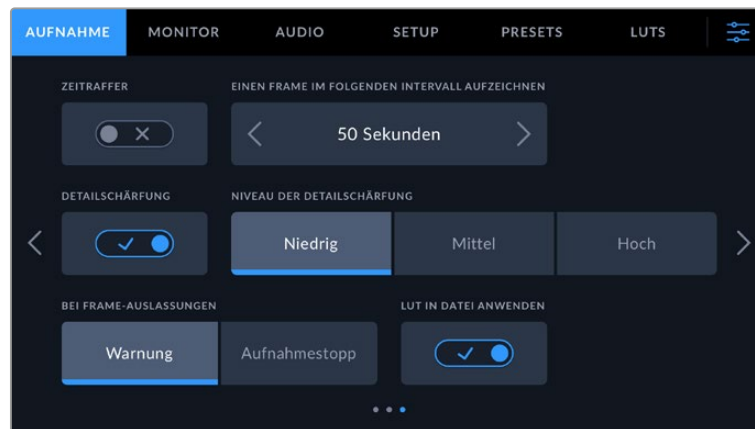 AUFNAHME MONITOR AUDIO SETUP PRESETS LUTS
ZEITRAFFER EINEN FRAME IM FOLGENDEN INTERVALL AUFZEICHNEN
50 Sekunden
DETAILSCHÄRFUNG NIVEAU DER DETAILSCHÄRFUNG
Niedrig Mittel Hoch
BEI FRAME-AUSLASSUNGEN LUT IN DATEI ANWENDEN
Warnung Aufnahmestopp